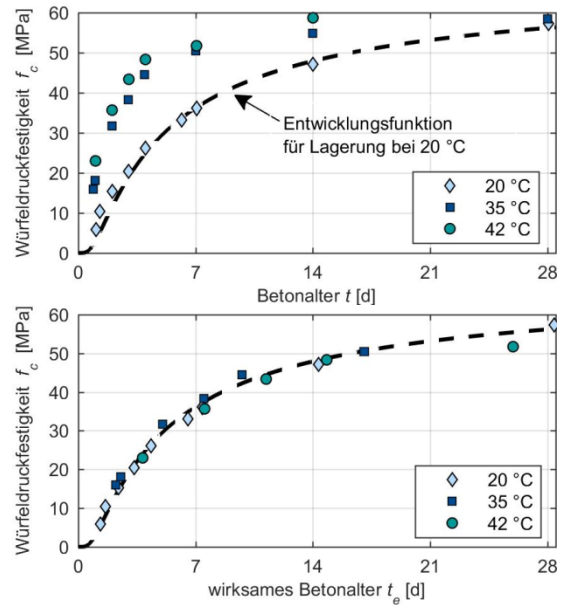 Würfeldruckfestigkeit f_c [MPa]
60
50
40
30
20
10
0
Entwicklungsfunktion
für Lagerung bei 20 °C
20 °C
35 °C
42 °C
0 7 14 21 28
Betonalter t [d]
Würfeldruckfestigkeit f_c [MPa]
60
50
40
30
20
10
0
20 °C
35 °C
42 °C
0 7 14 21 28
wirksames Betonalter t_e [d]